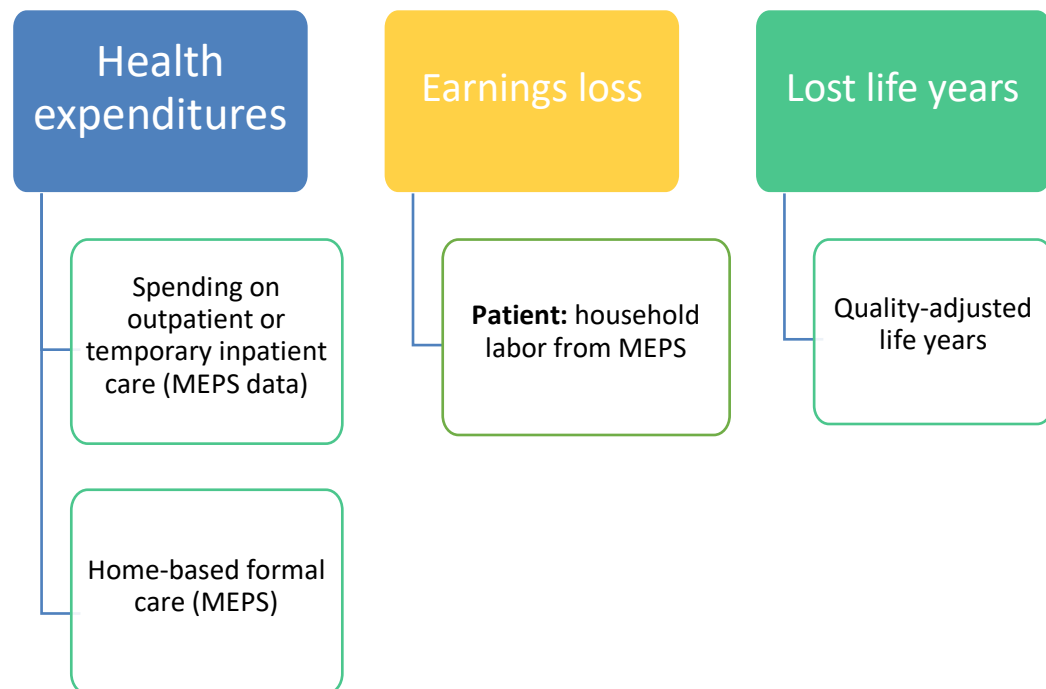 Health
expenditures
Spending on
outpatient or
temporary inpatient
care (MEPS data)
Home-based formal
care (MEPS)
Earnings loss
Patient: household
labor from MEPS
Lost life years
Quality-adjusted
life years